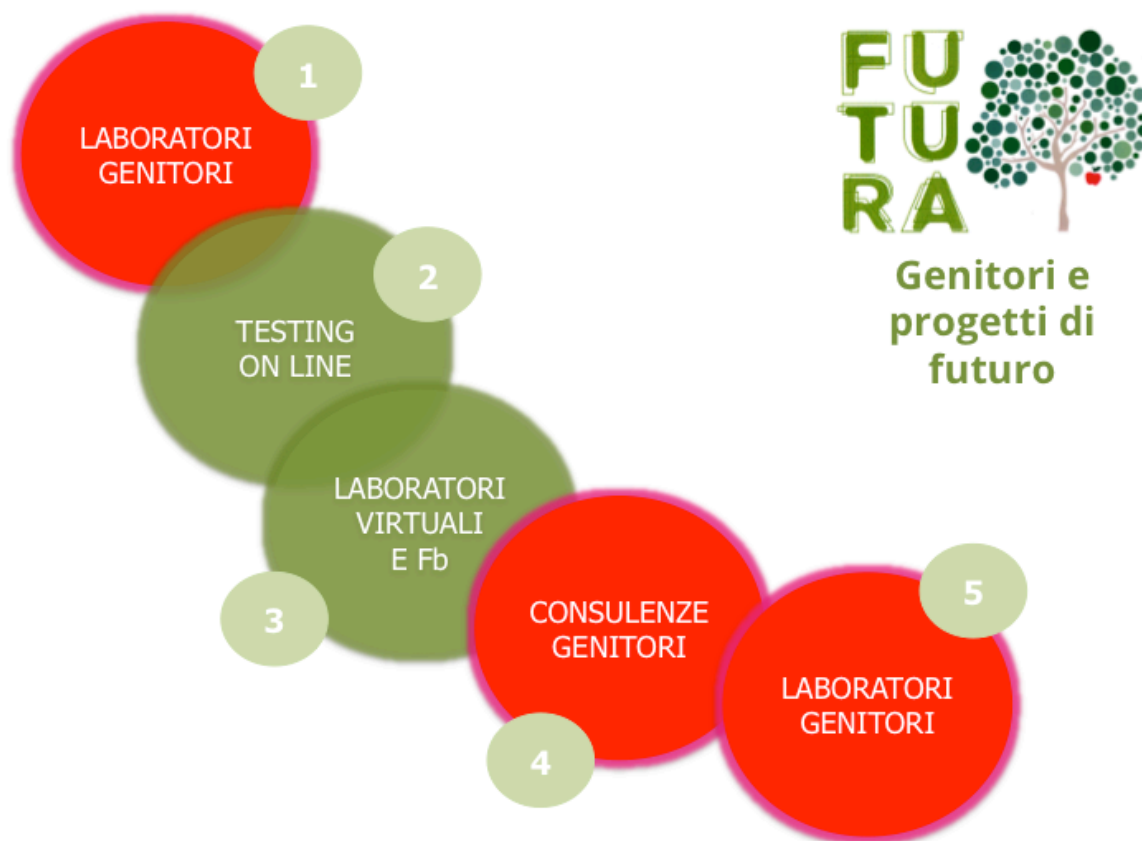 1
LABORATORI
GENITORI
2
TESTING
ON LINE
3
LABORATORI
VIRTUALI
E Fb
4
CONSULENZE
GENITORI
5
LABORATORI
GENITORI
FU
TU
RA
Genitori e
progetti di
futuro